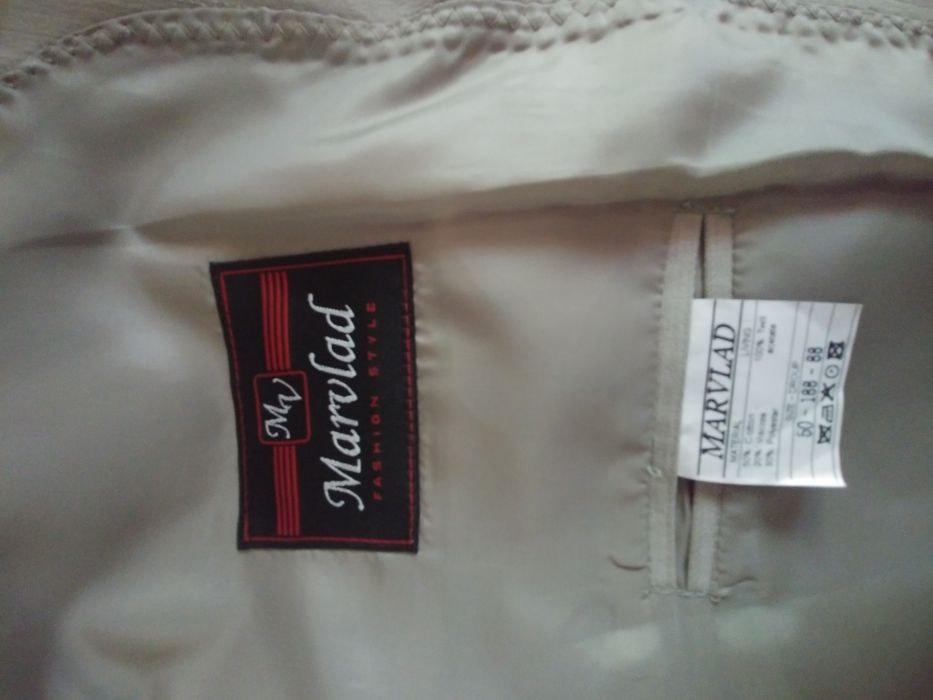 MV
Marvlad
FASHION STYLE
MARVLAD
MATERIAL LIVING
50% Cotton 100% Twill
20% Viscose acetate
30% Polyester
SIZE - GROUP
60 - 188 - 88